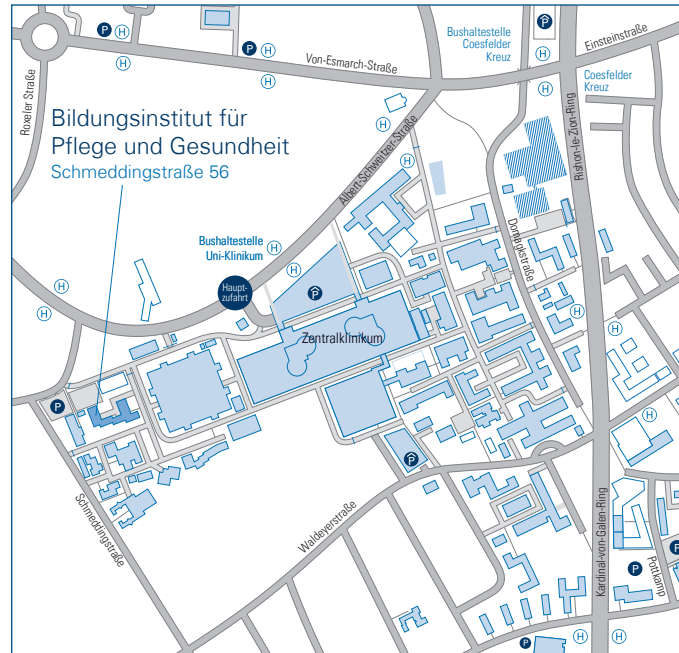 P
H
H
P
H
H
P
Bushaltestelle
Coesfelder
Kreuz
H
Einsteinstraße
Von-Esmarch-Straße
Coesfelder
Kreuz
H
H
Roxeler Straße
Rishon-le-Zion-Ring
Bildungsinstitut für
Pflege und Gesundheit
Schmeddingstraße 56
H
H
Albert-Schweitzer-Straße
Domagkstraße
Bushaltestelle
Uni-Klinikum
H
H
Haupt-
zufahrt
P
H
H
H
H
Zentralklinikum
P
P
H
Schmeddingstraße
Waldeyerstraße
Kardinal-von-Galen-Ring
P
P
Pottkamp
P
H
H